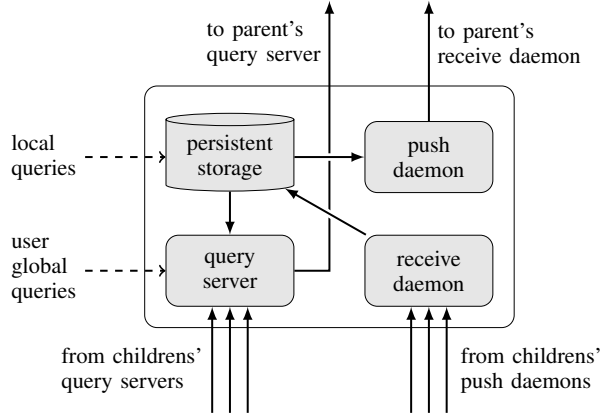 to parent's
query server
to parent's
receive daemon
local
queries
persistent
storage
push
daemon
user
global
queries
query
server
receive
daemon
from childrens'
query servers
from childrens'
push daemons